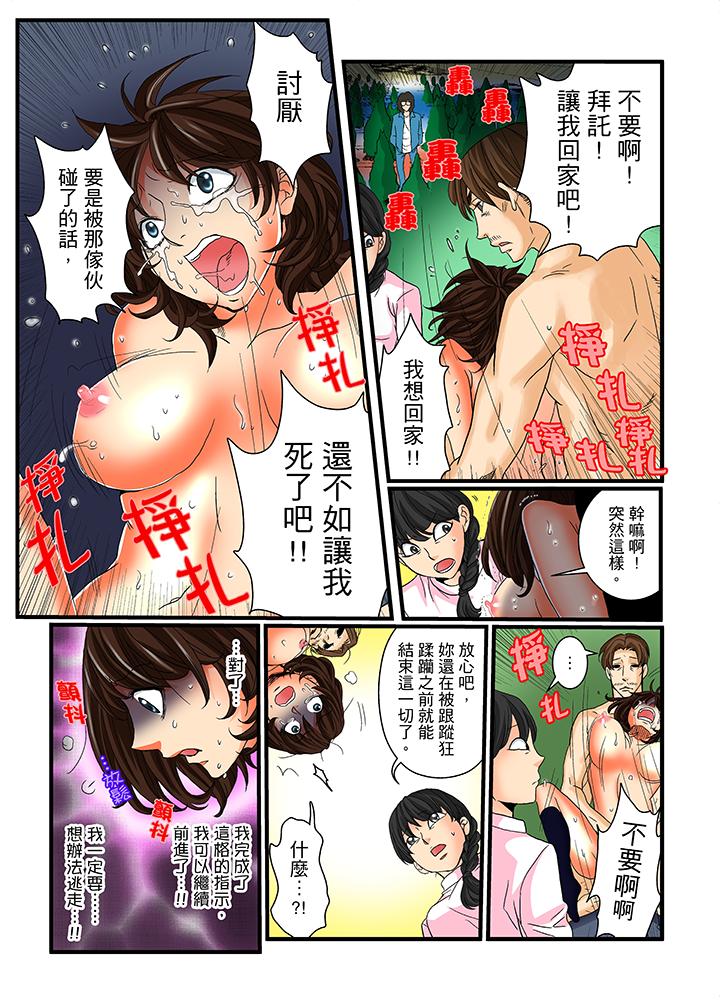 不要啊！
拜託！
讓我回家吧！
轟
轟
轟
轟
我想回家！！
掙扎
掙扎
掙扎
討厭
要是被那傢伙
碰了的話，
還不如讓我
死了吧！！
掙扎
掙扎
掙扎
幹嘛啊！
突然這樣。
…
掙扎
不要啊啊
放心吧，
妳還在被跟蹤狂
蹂躪之前就能
結束這一切了。
什麼…?!
…對了…
顫抖
放鬆
顫抖
我完成了
這格的指示，
我可以繼續
前進了…!!
我一定要……
想辦法逃走…!!